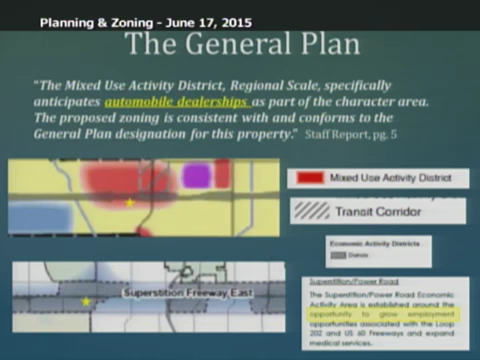 Planning & Zoning - June 17, 2015
The General Plan
"The Mixed Use Activity District, Regional Scale, specifically
anticipates automobile dealerships as part of the character area.
The proposed zoning is consistent with and conforms to the
General Plan designation for this property." Staff Report, pg. 5
Mixed Use Activity District
Transit Corridor
Economic Activity Districts
Superstition Freeway East
Superstition/Power Road
The Superstition/Power Road Economic
Activity Area is established around the
opportunity to grow employment
opportunities associated with the Loop
202 and US 60 Freeways and expand
medical services.